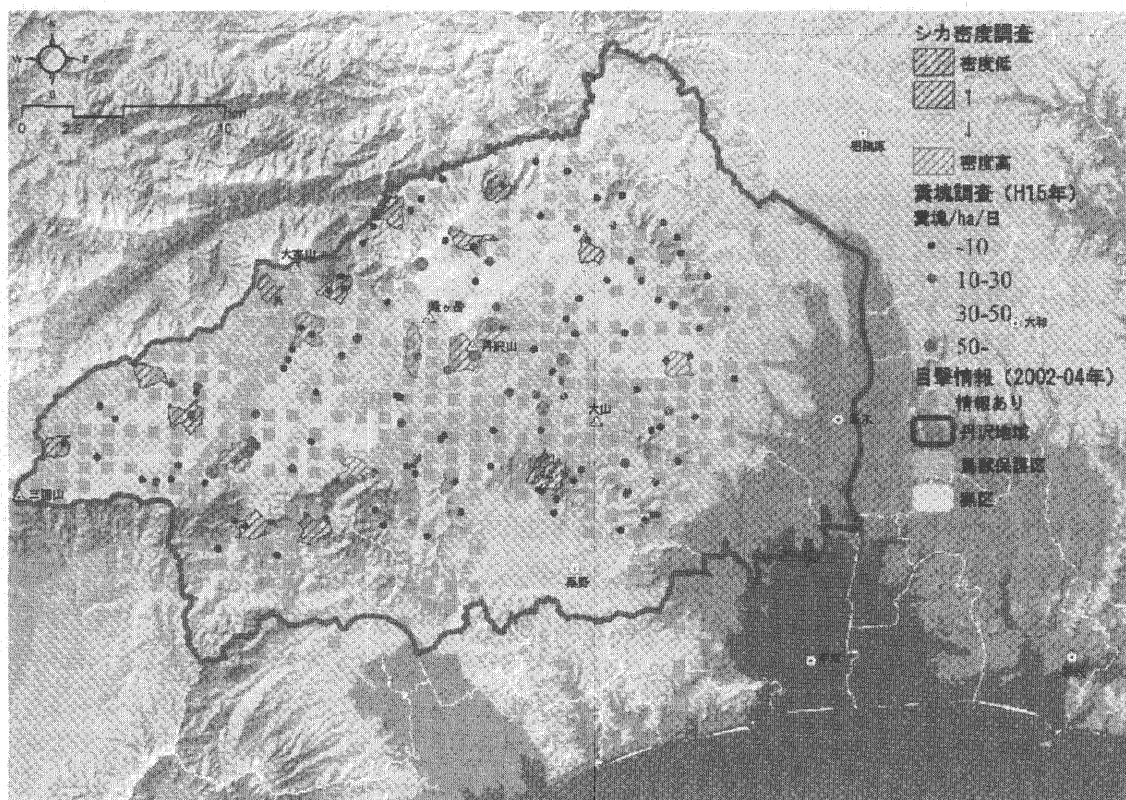 シカ密度調査
密度低
↑
↓
密度高
糞塊調査（H15年）
糞塊/ha/日
-10
10-30
30-50
50-
目撃情報（2002-04年）
情報あり
丹沢地域
鳥獣保護区
猟区
N
W
E
S
0
2.5
5
10
大室山
丹沢山
大山
三国山
秦野
大和